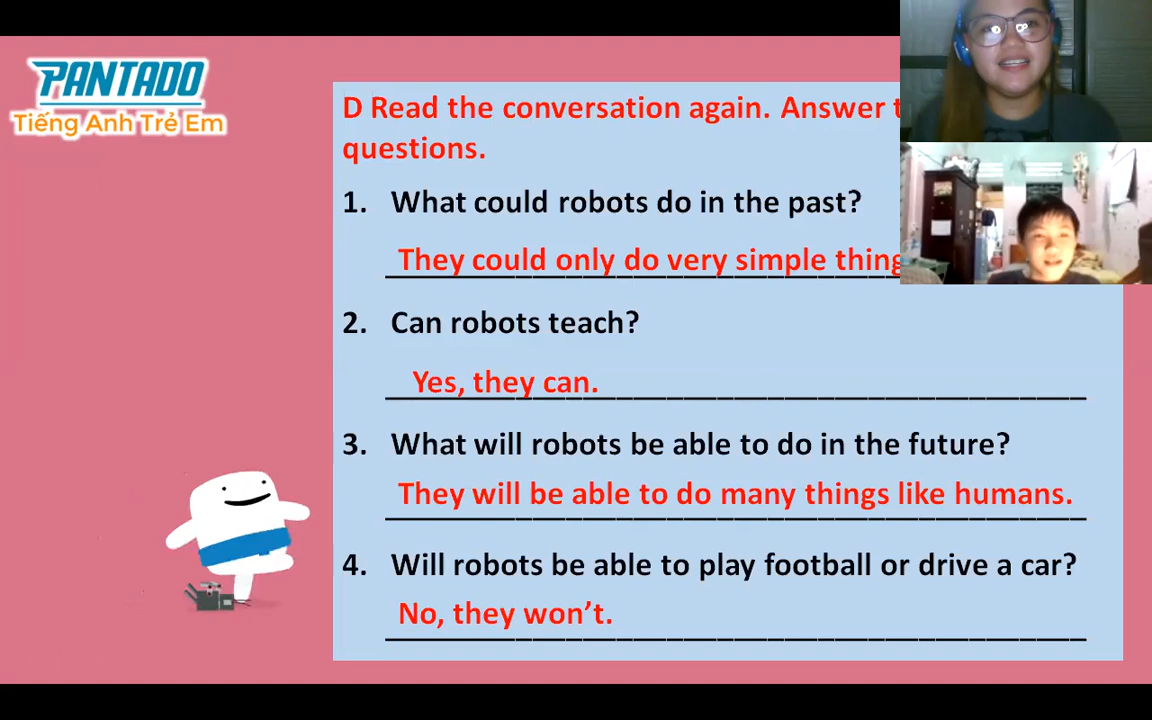 PANTADO
Tiếng Anh Trẻ Em
D Read the conversation again. Answer
questions.
1. What could robots do in the past?
They could only do very simple thing
2. Can robots teach?
Yes, they can.
3. What will robots be able to do in the future?
They will be able to do many things like humans.
4. Will robots be able to play football or drive a car?
No, they won't.